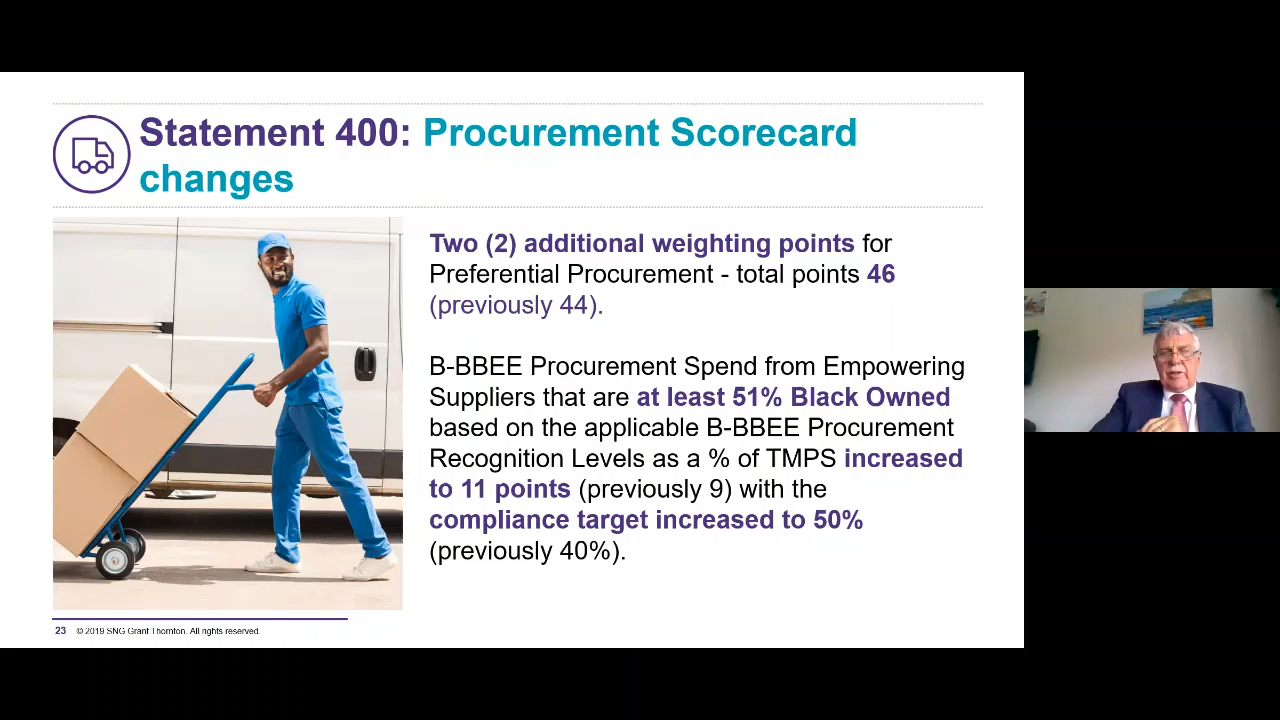 Statement 400: Procurement Scorecard
changes
Two (2) additional weighting points for
Preferential Procurement - total points 46
(previously 44).
B-BBEE Procurement Spend from Empowering
Suppliers that are at least 51% Black Owned
based on the applicable B-BBEE Procurement
Recognition Levels as a % of TMPS increased
to 11 points (previously 9) with the
compliance target increased to 50%
(previously 40%).
23 © 2019 SNG Grant Thornton. All rights reserved.